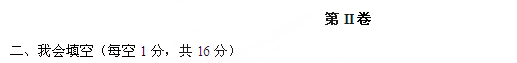 第 II 卷
二、我会填空（每空 1 分，共 16 分）